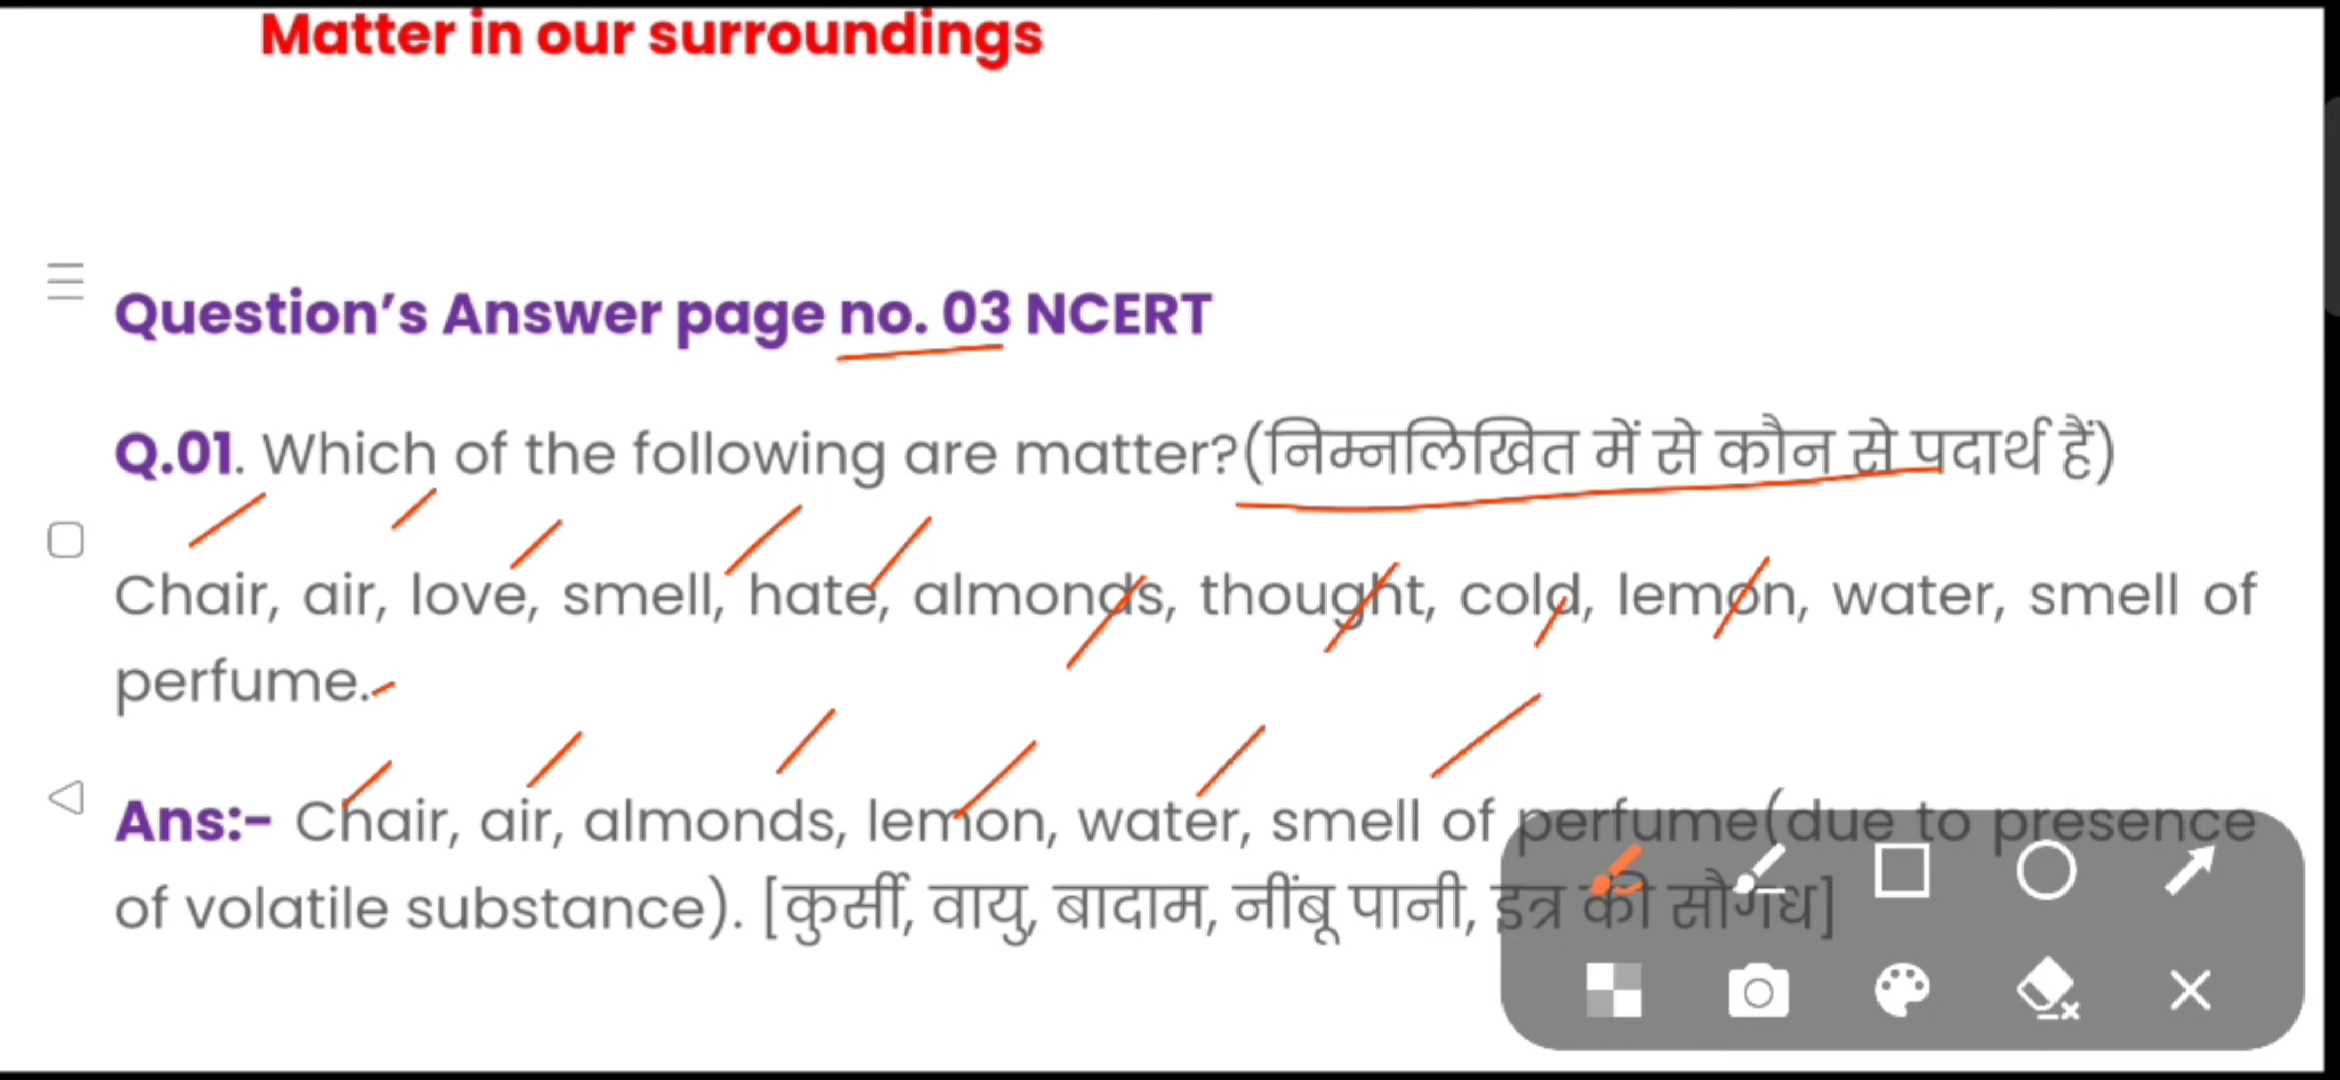 Matter in our surroundings
Question’s Answer page no. 03 NCERT
Q.01. Which of the following are matter?(निम्नलिखित में से कौन से पदार्थ हैं)
Chair, air, love, smell, hate, almonds, thought, cold, lemon, water, smell of
perfume.
Ans:- Chair, air, almonds, lemon, water, smell of perfume(due to presence
of volatile substance). [कुर्सी, वायु, बादाम, नींबू पानी, इत्र की सौगंध]